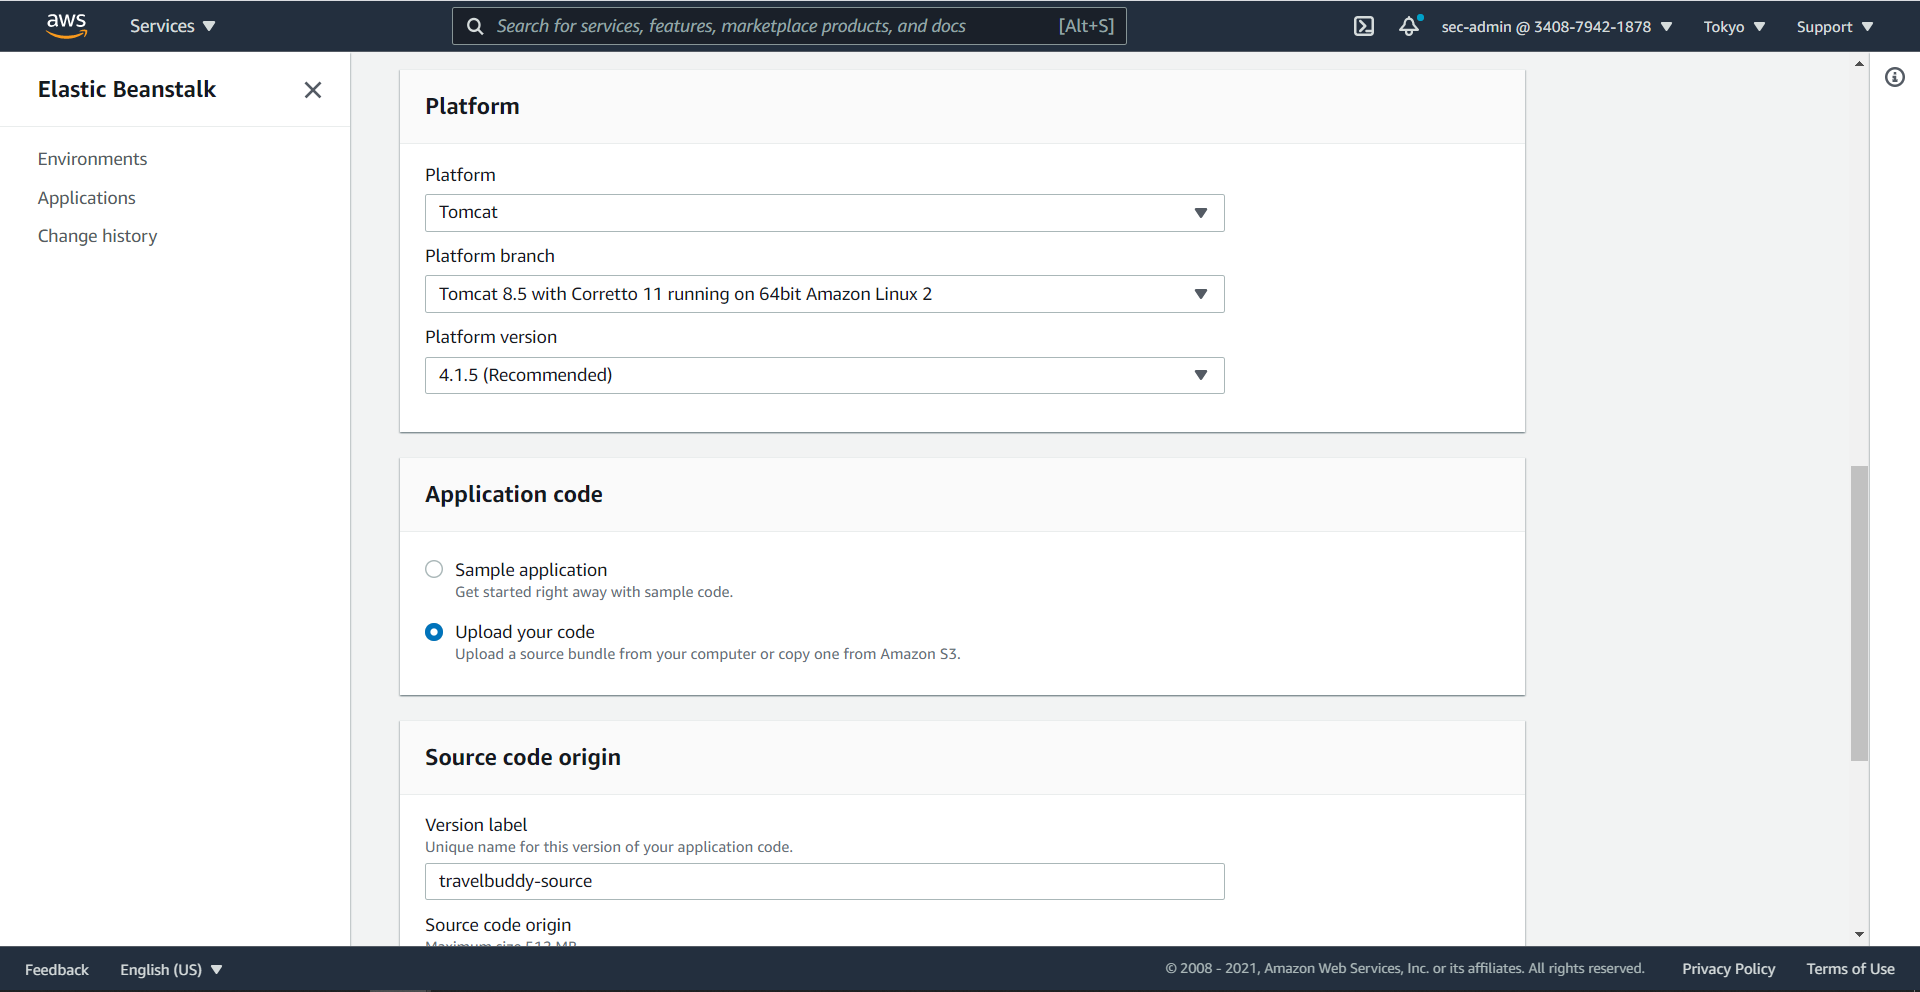 aws
Services
Search for services, features, marketplace products, and docs
[Alt+S]
sec-admin @ 3408-7942-1878
Tokyo
Support
Elastic Beanstalk
Environments
Applications
Change history
Platform
Platform
Tomcat
Platform branch
Tomcat 8.5 with Corretto 11 running on 64bit Amazon Linux 2
Platform version
4.1.5 (Recommended)
Application code
Sample application
Get started right away with sample code.
Upload your code
Upload a source bundle from your computer or copy one from Amazon S3.
Source code origin
Version label
Unique name for this version of your application code.
travelbuddy-source
Source code origin
Maximum size 512 MB
Feedback
English (US)
© 2008 - 2021, Amazon Web Services, Inc. or its affiliates. All rights reserved.
Privacy Policy
Terms of Use